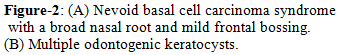 Figure-2: (A) Nevoid basal cell carcinoma syndrome
with a broad nasal root and mild frontal bossing.
(B) Multiple odontogenic keratocysts.